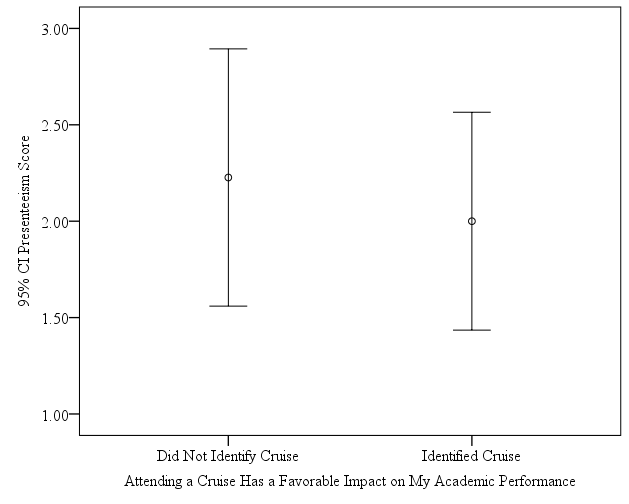 3.00
2.50
2.00
1.50
1.00
95% CI Presenteeism Score
Did Not Identify Cruise
Identified Cruise
Attending a Cruise Has a Favorable Impact on My Academic Performance